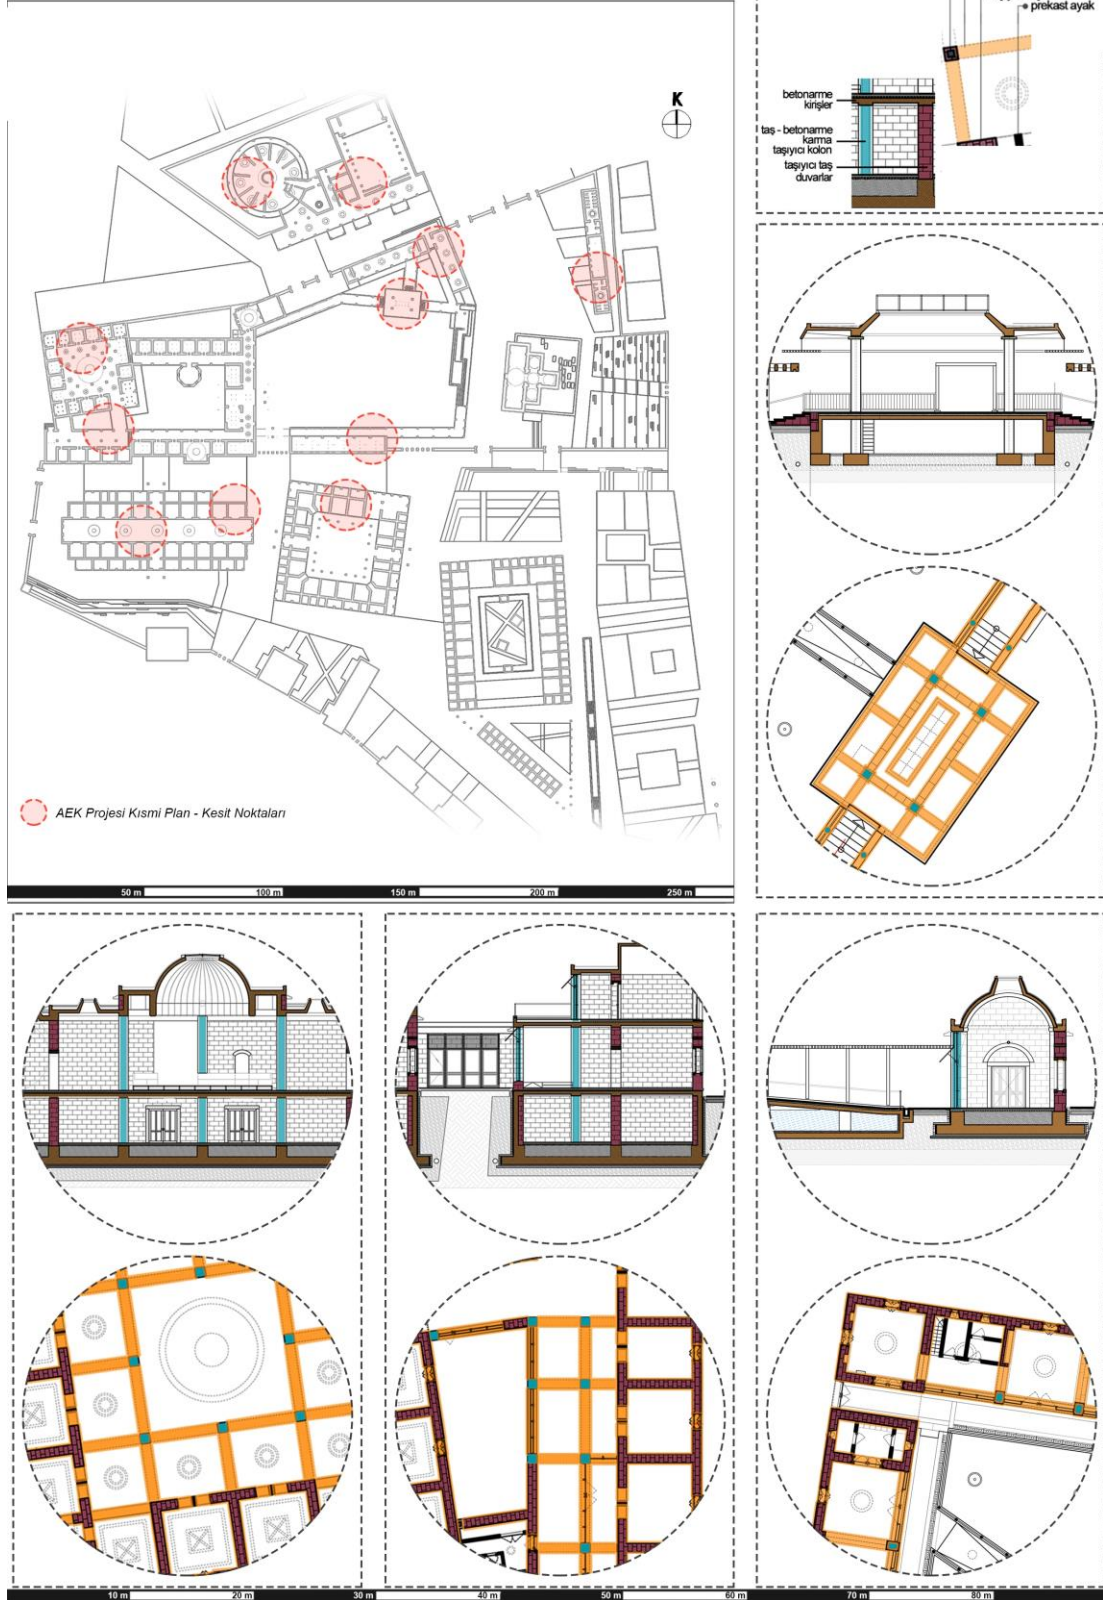 prekast ayak
K
betonarme
kirişler
taş - betonarme
karma
taşıyıcı kolon
taşıyıcı taş
duvarlar
AEK Projesi Kısmi Plan - Kesit Noktaları
50 m
100 m
150 m
200 m
250 m
10 m
20 m
30 m
40 m
50 m
60 m
70 m
80 m